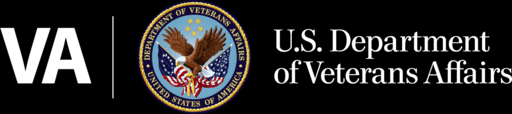 VA
DEPARTMENT OF VETERANS AFFAIRS
UNITED STATES OF AMERICA
U.S. Department
of Veterans Affairs